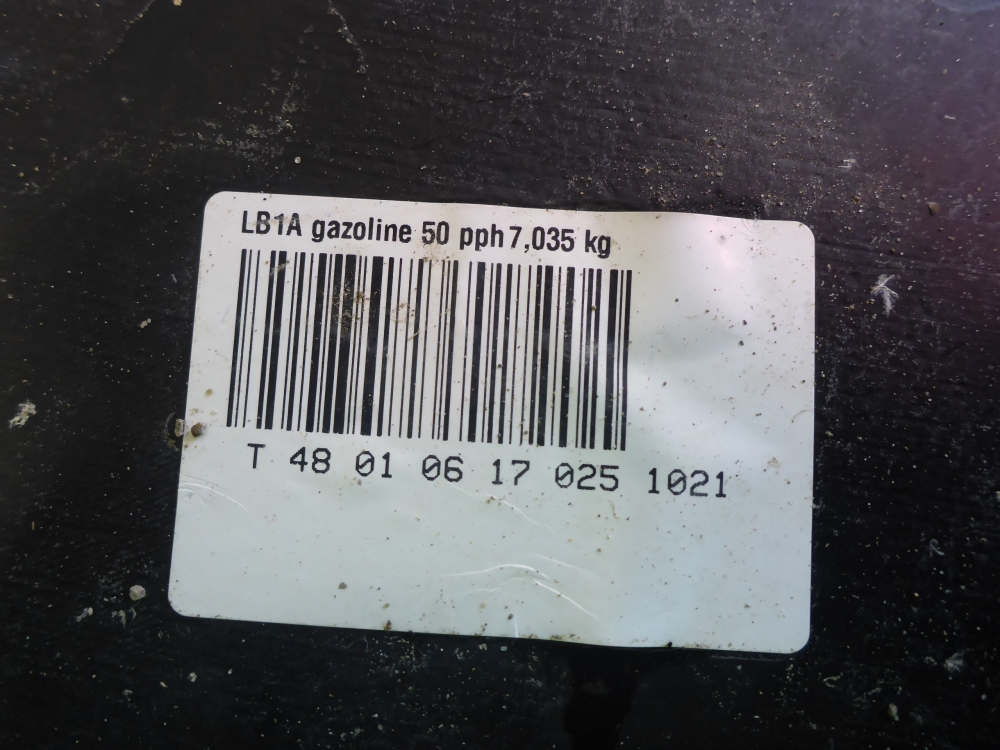 LB1A gazoline 50 pph 7,035 kg
T 48 01 06 17 025 1021